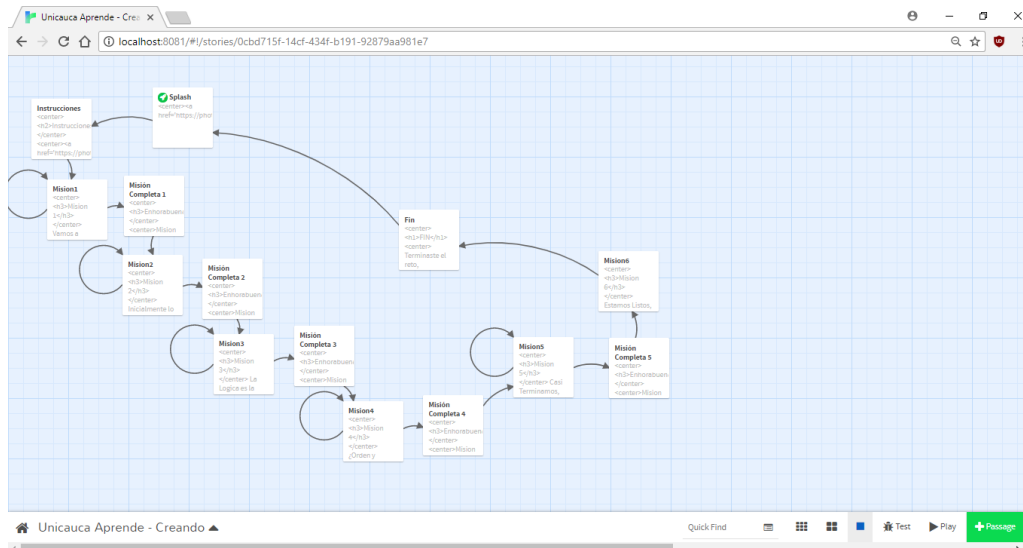 Unicauca Aprende - Crea
localhost:8081/#!/stories/0cbd715f-14cf-434f-b191-92879aa981e7
Splash
<center><a
href='https://pho
Instrucciones
<center>
<h2>Instruccione
</center>
<center><a
href='https://pho
Mision1
<center>
<h3>Mision
1</h3>
</center>
Vamos a
Misión
Completa 1
<center>
<h3>Enhorabuen
</center>
<center>Mision
Mision2
<center>
<h3>Mision
2</h3>
</center>
Inicialmente lo
Misión
Completa 2
<center>
<h3>Enhorabuen
</center>
<center>Mision
Mision3
<center>
<h3>Mision
3</h3>
</center> La
Logica es la
Misión
Completa 3
<center>
<h3>Enhorabuen
</center>
<center>Mision
Mision4
<center>
<h3>Mision
4</h3>
</center>
¿Orden y
Misión
Completa 4
<center>
<h3>Enhorabuen
</center>
<center>Mision
Mision5
<center>
<h3>Mision
5</h3>
</center> Casi
Terminamos,
Misión
Completa 5
<center>
<h3>Enhorabuen
</center>
<center>Mision
Mision6
<center>
<h3>Mision
6</h3>
</center>
Estamos Listos,
Fin
<center>
<h1>FIN</h1>
<center>
Terminaste el
reto,
Unicauca Aprende - Creando
Quick Find
Test
Play
Passage